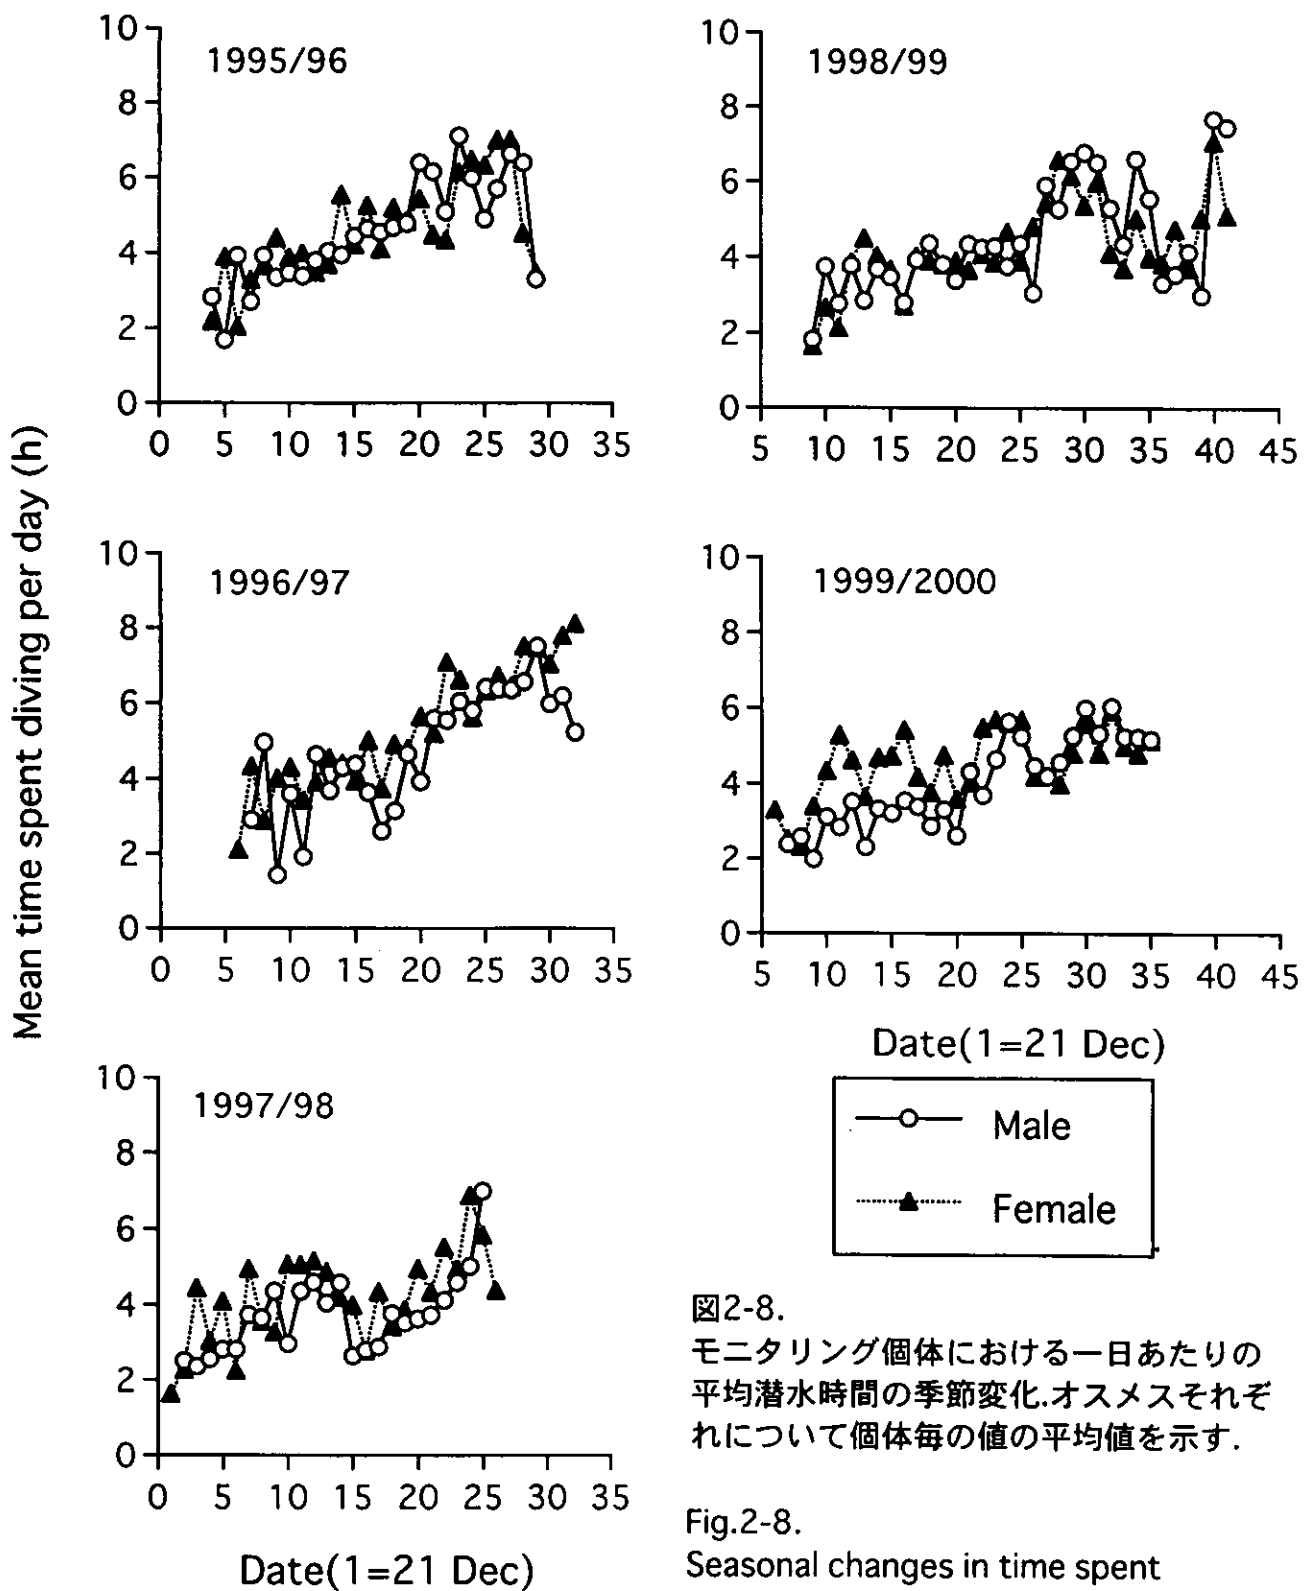 Mean time spent diving per day (h)
1995/96
10
8
6
4
2
0
0 5 10 15 20 25 30 35
1998/99
10
8
6
4
2
0
5 10 15 20 25 30 35 40 45
1996/97
10
8
6
4
2
0
0 5 10 15 20 25 30 35
1999/2000
10
8
6
4
2
0
5 10 15 20 25 30 35 40 45
Date(1=21 Dec)
1997/98
10
8
6
4
2
0
0 5 10 15 20 25 30 35
Date(1=21 Dec)
Male
Female
図2-8.
モニタリング個体における一日あたりの
平均潜水時間の季節変化.オスメスそれぞ
れについて個体毎の値の平均値を示す.
Fig.2-8.
Seasonal changes in time spent